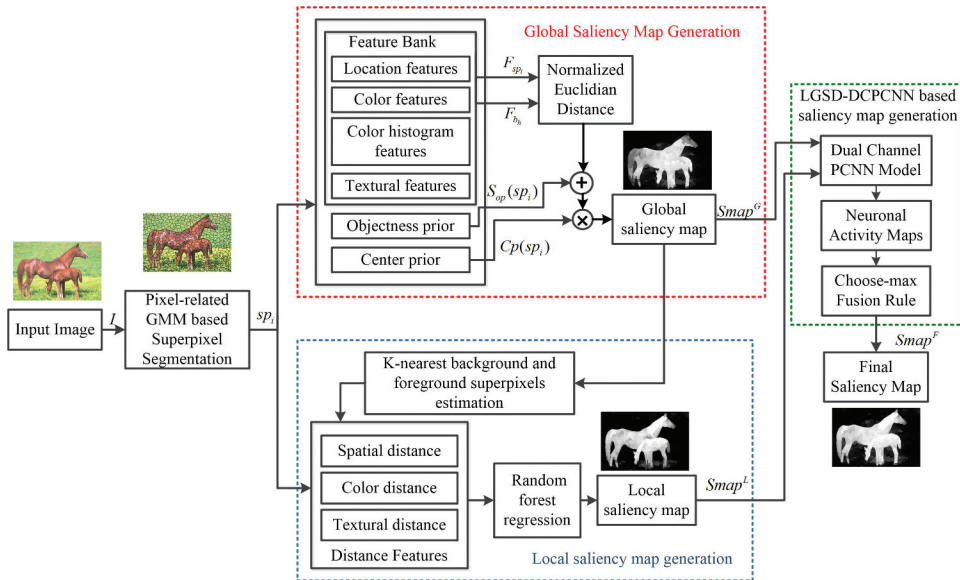 Global Saliency Map Generation
Feature Bank
Location features
Color features
Color histogram
features
Textural features
Objectness prior
Center prior
F_{sp_i}
F_{b_h}
Normalized
Euclidian
Distance
S_{op}(sp_i)
+
×
Cp(sp_i)
Global
saliency map
Smap^G
LGSD-DCPCNN based
saliency map generation
Dual Channel
PCNN Model
Neuronal
Activity Maps
Choose-max
Fusion Rule
Smap^F
Final
Saliency Map
Input Image
I
Pixel-related
GMM based
Superpixel
Segmentation
sp_i
K-nearest background and
foreground superpixels
estimation
Spatial distance
Color distance
Textural distance
Distance Features
Random
forest
regression
Local
saliency map
Smap^L
Local saliency map generation